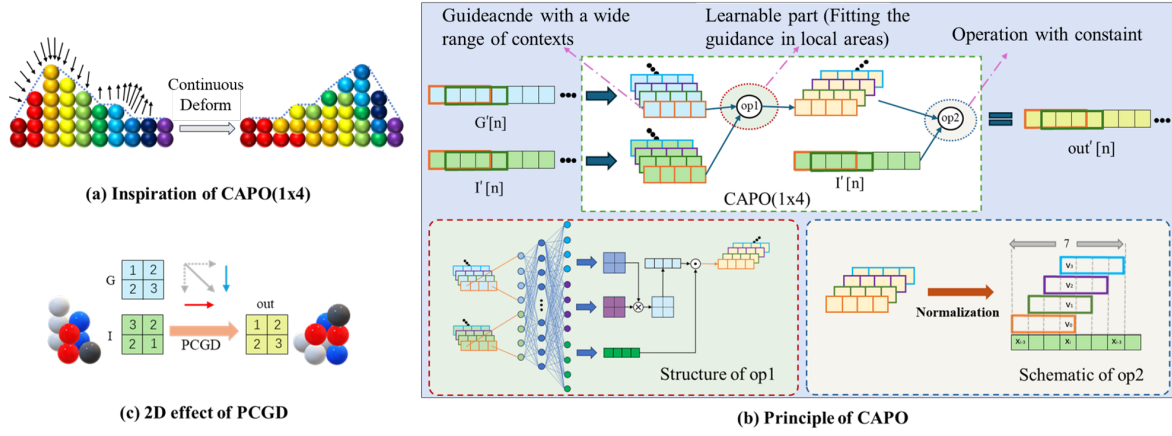 Continuous
Deform
(a) Inspiration of CAPO(1x4)
G
1 2
2 3
I
3 2
2 1
PCGD
out
1 2
2 3
(c) 2D effect of PCGD
Guideacnde with a wide
range of contexts
Learnable part (Fitting the
guidance in local areas)
Operation with constaint
G'[n]
I'[n]
op1
op2
I'[n]
CAPO(1x4)
out'[n]
Structure of op1
Normalization
7
V₃
V₂
V₁
V₀
Schematic of op2
(b) Principle of CAPO